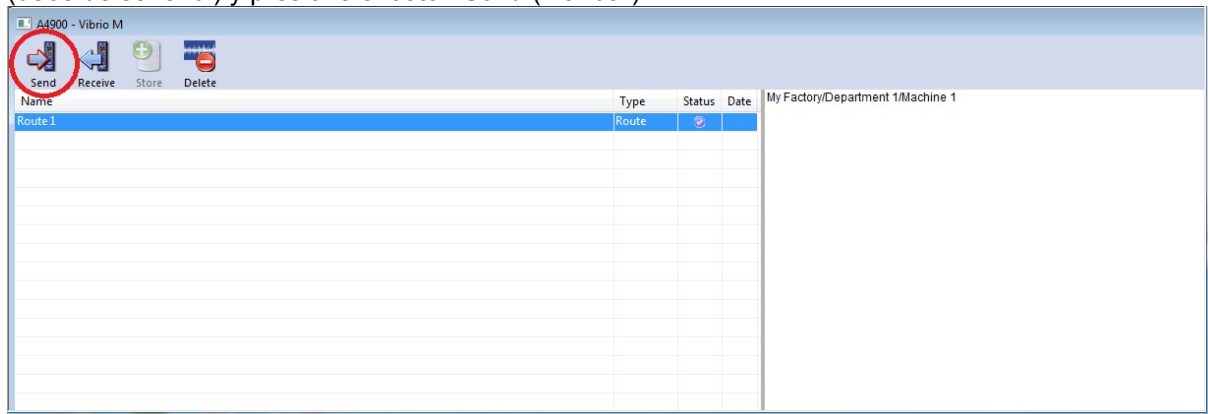 A4900 - Vibrio M
Send Receive Store Delete
Name Type Status Date
Route 1 Route
My Factory/Department 1/Machine 1